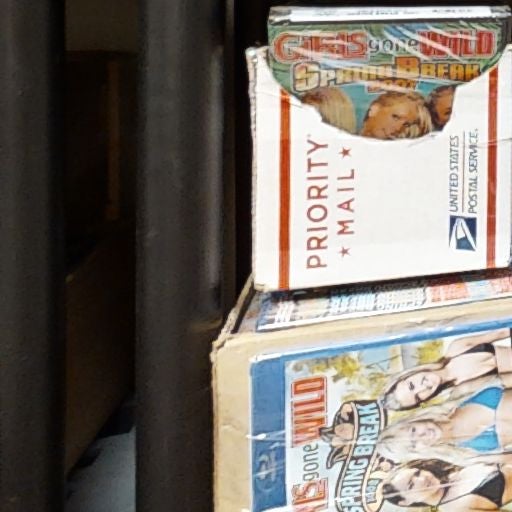 GIRLS gone WILD
SPRING BREAK
PRIORITY
★ MAIL ★
UNITED STATES
POSTAL SERVICE.
gone WILD
SPRING BREAK